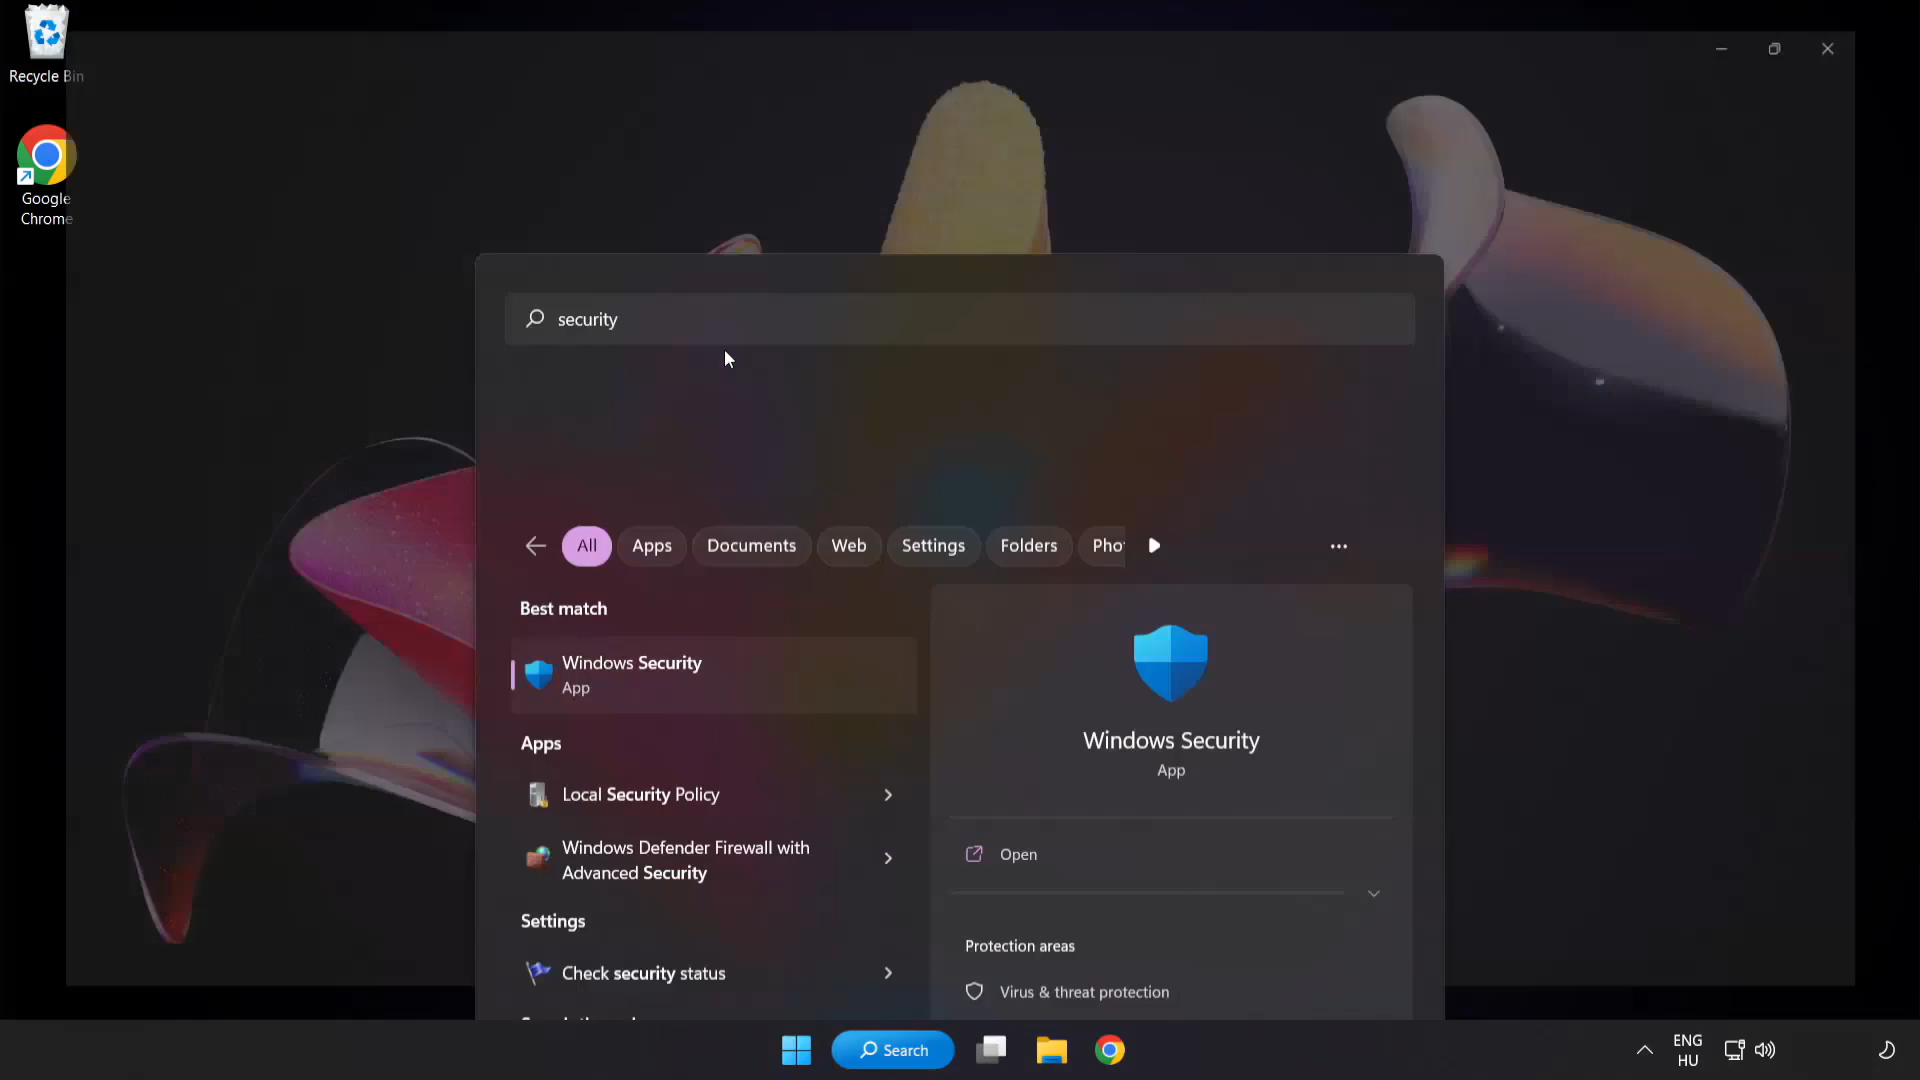 Recycle Bin
Google
Chrome
security
All
Apps
Documents
Web
Settings
Folders
Pho
Best match
Windows Security
App
Apps
Local Security Policy
Windows Defender Firewall with
Advanced Security
Settings
Check security status
Windows Security
App
Open
Protection areas
Virus & threat protection
Search
ENG
HU